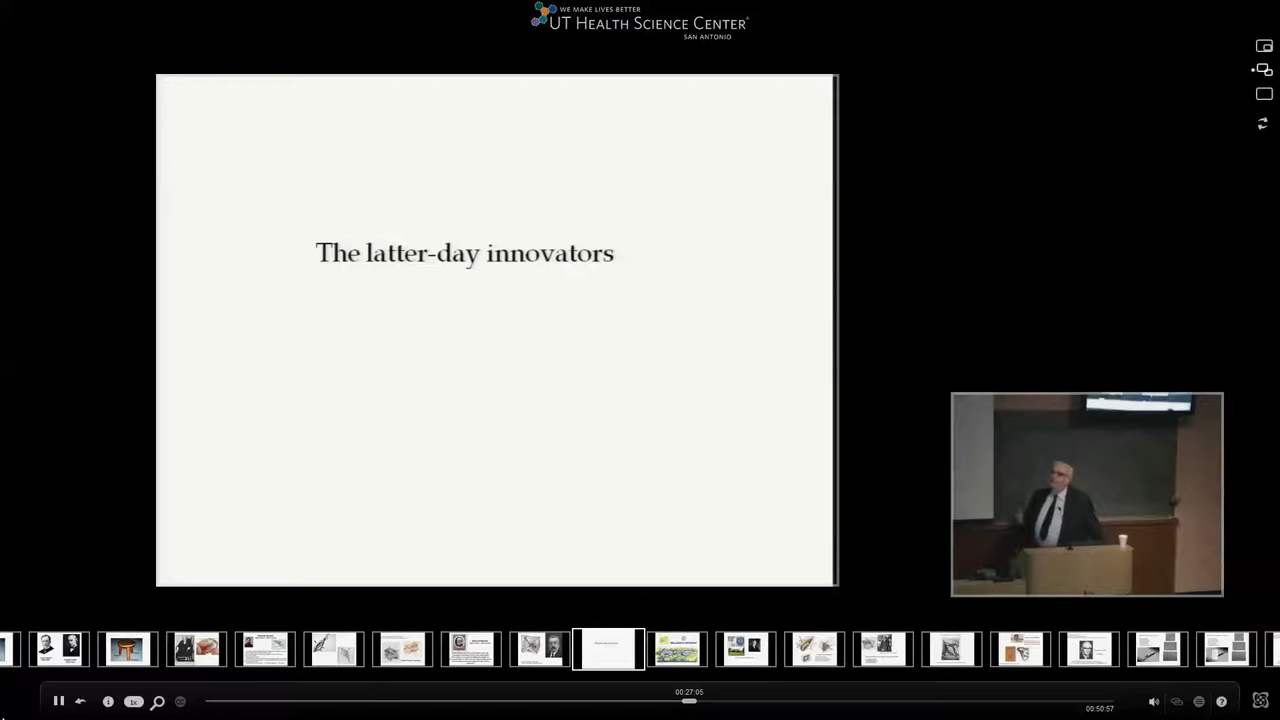 WE MAKE LIVES BETTER
UT HEALTH SCIENCE CENTER®
SAN ANTONIO
The latter-day innovators
00:27:05
1x
00:50:57